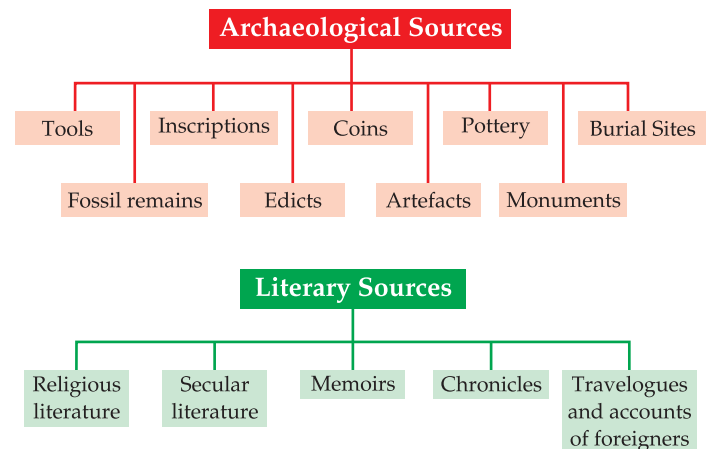 Archaeological Sources
Tools
Inscriptions
Coins
Pottery
Burial Sites
Fossil remains
Edicts
Artefacts
Monuments
Literary Sources
Religious
literature
Secular
literature
Memoirs
Chronicles
Travelogues
and accounts
of foreigners